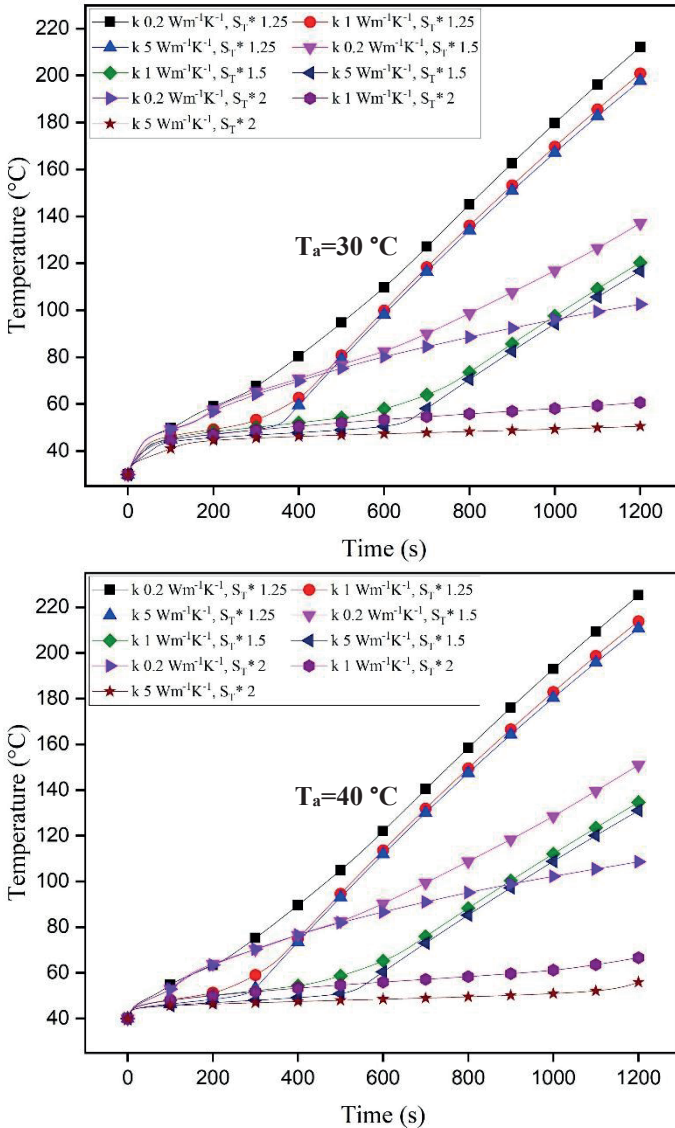 k 0.2 Wm⁻¹K⁻¹, S_T* 1.25 k 1 Wm⁻¹K⁻¹, S_T* 1.25
k 5 Wm⁻¹K⁻¹, S_T* 1.25 k 0.2 Wm⁻¹K⁻¹, S_T* 1.5
k 1 Wm⁻¹K⁻¹, S_T* 1.5 k 5 Wm⁻¹K⁻¹, S_T* 1.5
k 0.2 Wm⁻¹K⁻¹, S_T* 2 k 1 Wm⁻¹K⁻¹, S_T* 2
k 5 Wm⁻¹K⁻¹, S_T* 2
220
200
180
160
140
120
100
80
60
40
Temperature (°C)
Tₐ=30 °C
0 200 400 600 800 1000 1200
Time (s)
k 0.2 Wm⁻¹K⁻¹, S_T* 1.25 k 1 Wm⁻¹K⁻¹, S_T* 1.25
k 5 Wm⁻¹K⁻¹, S_T* 1.25 k 0.2 Wm⁻¹K⁻¹, S_T* 1.5
k 1 Wm⁻¹K⁻¹, S_T* 1.5 k 5 Wm⁻¹K⁻¹, S_T* 1.5
k 0.2 Wm⁻¹K⁻¹, S_T* 2 k 1 Wm⁻¹K⁻¹, S_T* 2
k 5 Wm⁻¹K⁻¹, S_T* 2
220
200
180
160
140
120
100
80
60
40
Temperature (°C)
Tₐ=40 °C
0 200 400 600 800 1000 1200
Time (s)